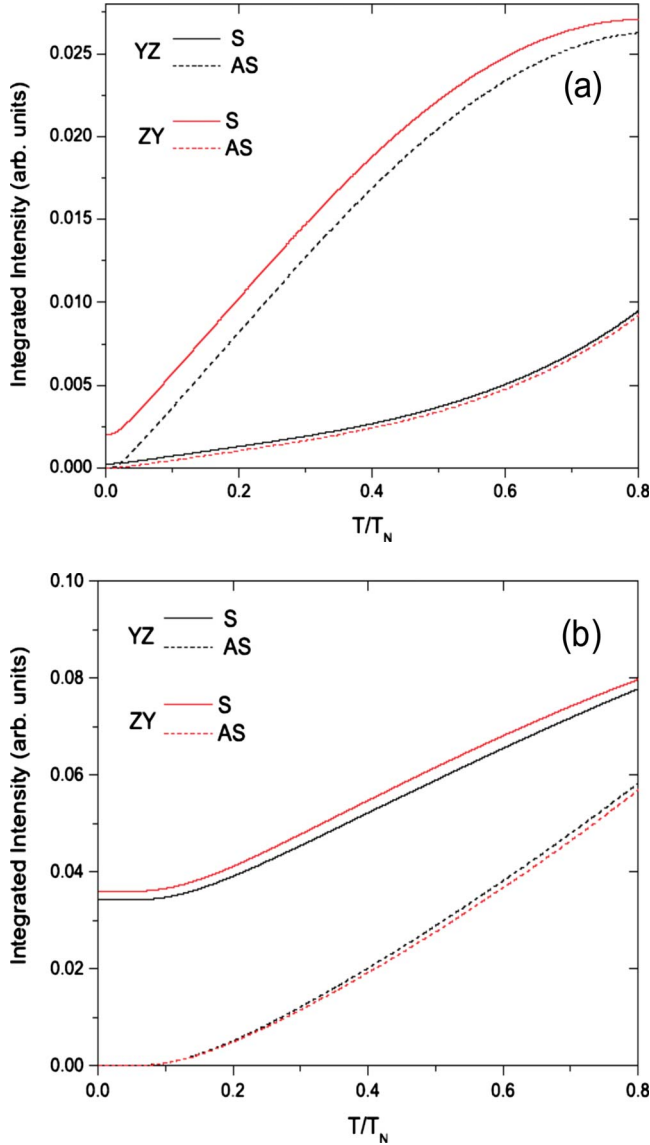 0.025
0.020
0.015
0.010
0.005
0.000
Integrated Intensity (arb. units)
YZ S
AS
ZY S
AS
(a)
0.0 0.2 0.4 0.6 0.8
T/T_N
0.10
0.08
0.06
0.04
0.02
0.00
Integrated Intensity (arb. units)
YZ S
AS
ZY S
AS
(b)
0.0 0.2 0.4 0.6 0.8
T/T_N